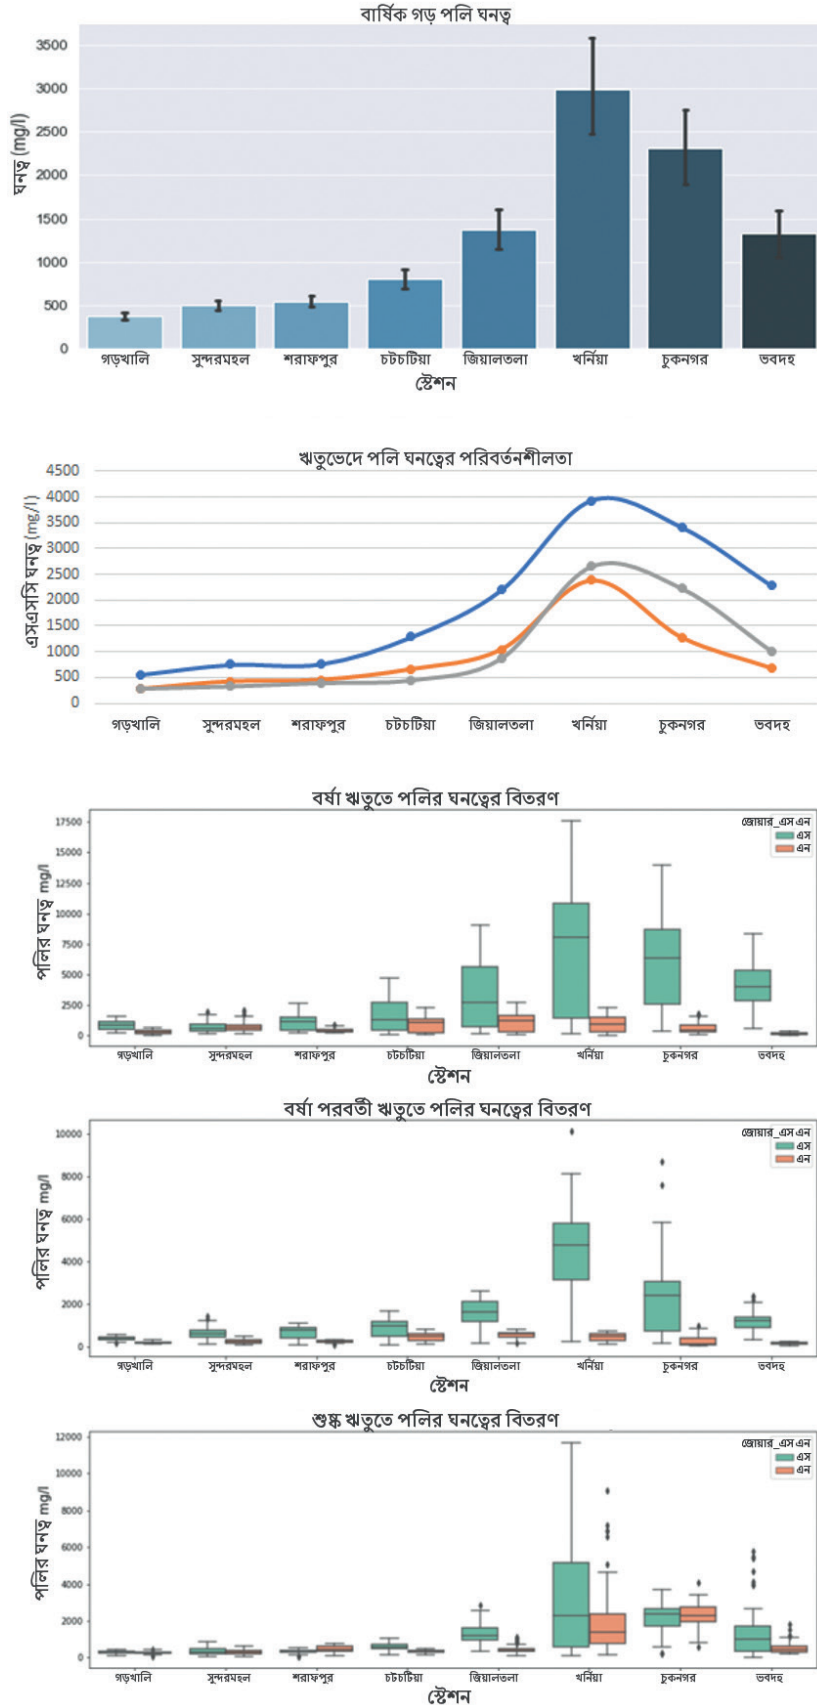 বার্ষিক গড় পলি ঘনত্ব
ঘনত্ব (mg/l)
3500
3000
2500
2000
1500
1000
500
0
গড়খালি সুন্দরমহল শরাফপুর চটচটিয়া জিয়ালতলা খর্নিয়া চুকনগর ভবদহ
স্টেশন
ঋতুভেদে পলি ঘনত্বের পরিবর্তনশীলতা
এসএসসি ঘনত্ব (mg/l)
4500
4000
3500
3000
2500
2000
1500
1000
500
0
গড়খালি সুন্দরমহল শরাফপুর চটচটিয়া জিয়ালতলা খর্নিয়া চুকনগর ভবদহ
বর্ষা ঋতুতে পলির ঘনত্বের বিতরণ
পলির ঘনত্ব mg/l
জোয়ার_এস এন
এস
এন
17500
15000
12500
10000
7500
5000
2500
0
গড়খালি সুন্দরমহল শরাফপুর চটচটিয়া জিয়ালতলা খর্নিয়া চুকনগর ভবদহ
স্টেশন
বর্ষা পরবর্তী ঋতুতে পলির ঘনত্বের বিতরণ
পলির ঘনত্ব mg/l
জোয়ার_এস এন
এস
এন
10000
8000
6000
4000
2000
0
গড়খালি সুন্দরমহল শরাফপুর চটচটিয়া জিয়ালতলা খর্নিয়া চুকনগর ভবদহ
স্টেশন
শুষ্ক ঋতুতে পলির ঘনত্বের বিতরণ
পলির ঘনত্ব mg/l
জোয়ার_এস এন
এস
এন
12000
10000
8000
6000
4000
2000
0
গড়খালি সুন্দরমহল শরাফপুর চটচটিয়া জিয়ালতলা খর্নিয়া চুকনগর ভবদহ
স্টেশন